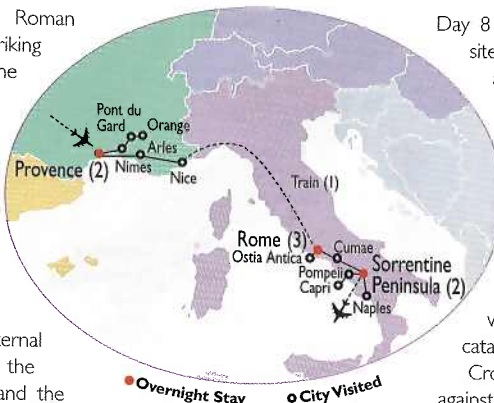 Roman
riking
Day 8
site
Pont du
Gard
Orange
Arles
Provence (2)
Nimes
Nice
Train (1)
Rome (3)
Ostia Antica
Cumae
Pompeii
Capri
Sorrentine
Peninsula (2)
Naples
ternal
the
and the
cata
Cro
against
Overnight Stay
City Visited